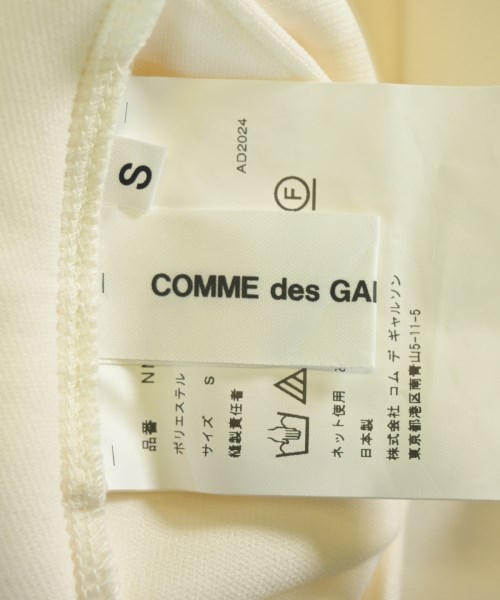 S
COMME des GA
AD2024
F
品番 NI
ポリエステル
サイズ S
縫製責任者
ネット使用
日本製
株式会社 コム デ ギャルソン
東京都港区南青山5-11-5